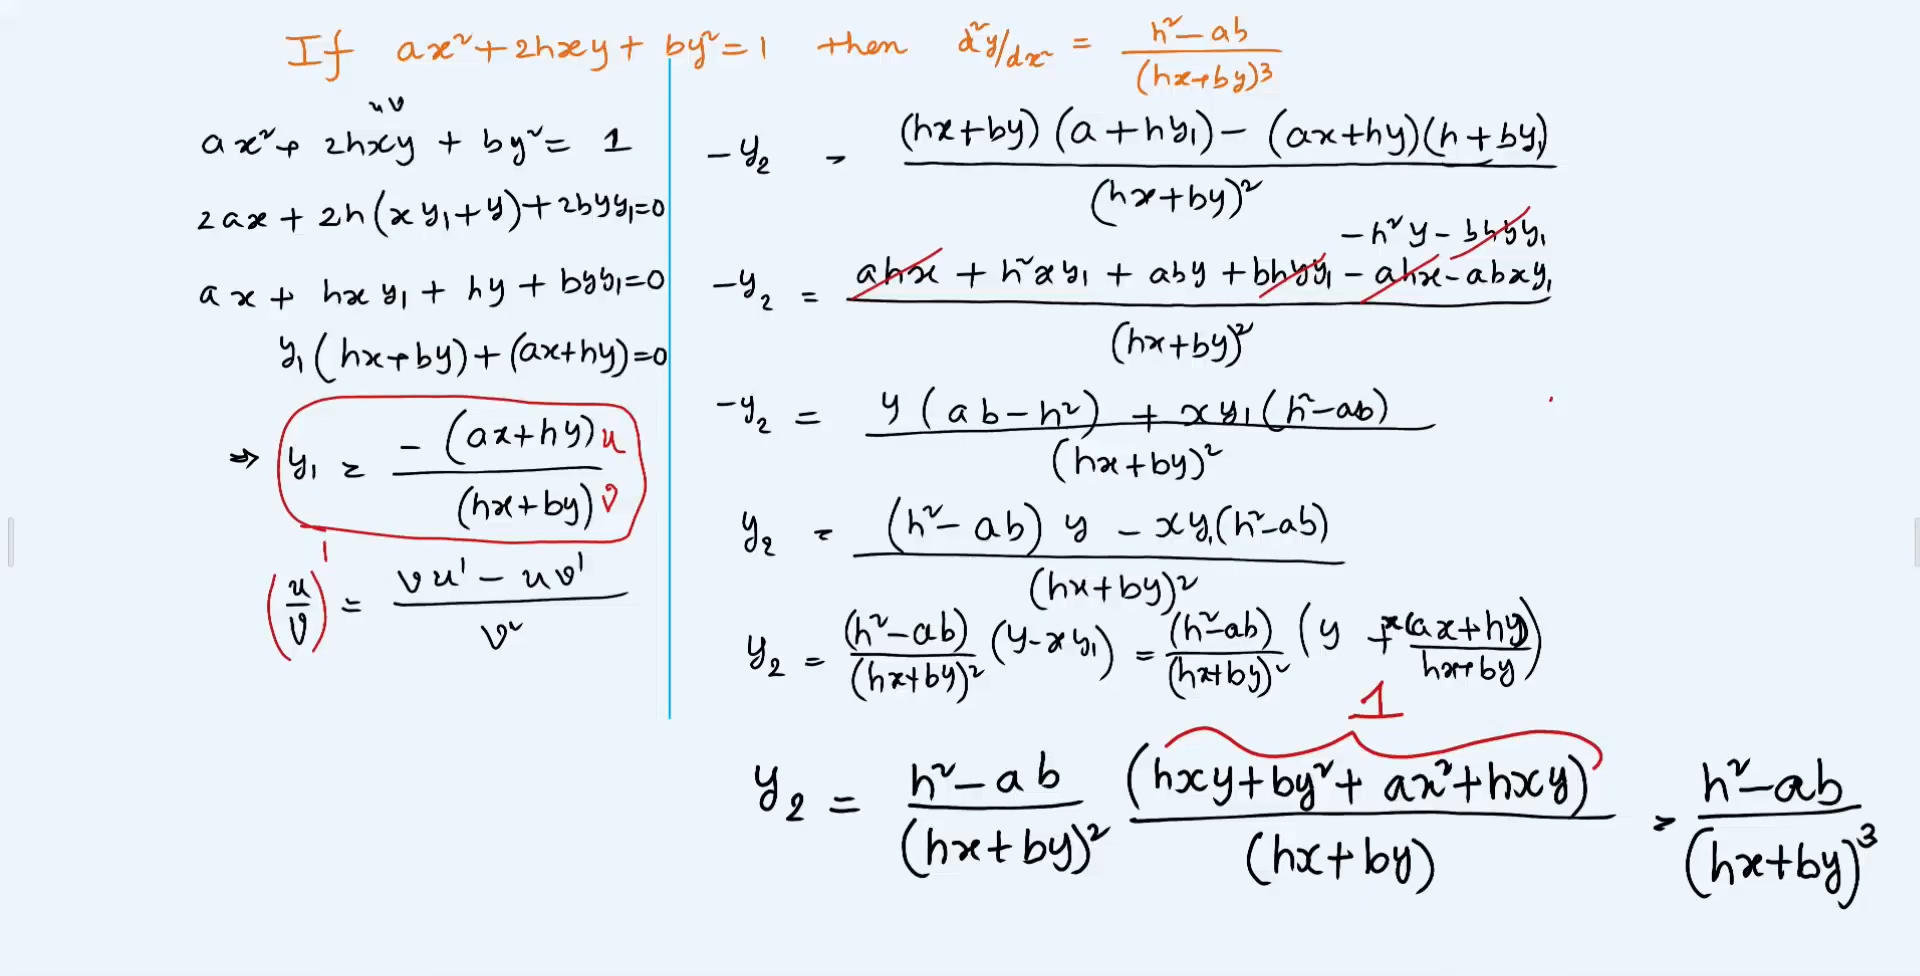 If ax² + 2hxy + by² = 1 then d²y/dx² = (h² - ab)/(hx+by)³
u v
ax² + 2hxy + by² = 1
2ax + 2h(xy₁+y) + 2byy₁=0
ax + hxy₁ + hy + byy₁=0
y₁(hx+by) + (ax+hy)=0
⇒ y₁ = -(ax+hy) u / (hx+by) v
(u/v)' = (vu' - uv')/v²
-y₂ = ((hx+by)(a+hy₁) - (ax+hy)(h+by₁))/(hx+by)²
- h²y - bhyy₁
-y₂ = (ahx + h²xy₁ + aby + bhyy₁ - ahx - abxy₁)/(hx+by)²
-y₂ = (y(ab-h²) + xy₁(h²-ab))/(hx+by)²
y₂ = ((h²-ab)y - xy₁(h²-ab))/(hx+by)²
y₂ = (h²-ab)/(hx+by)² (y-xy₁) = (h²-ab)/(hx+by)² (y + x(ax+hy)/(hx+by))
1
y₂ = (h²-ab)/(hx+by)² (hxy+by²+ax²+hxy)/(hx+by) = (h²-ab)/(hx+by)³